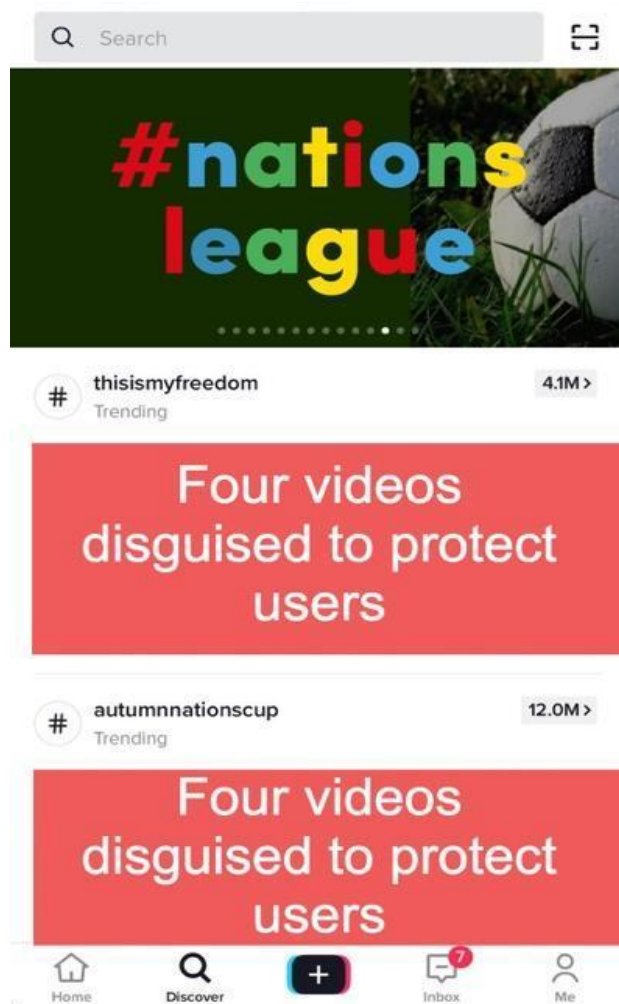 Search
#nations
league
# thisismyfreedom 4.1M >
Trending
Four videos
disguised to protect
users
# autumnnationscup 12.0M >
Trending
Four videos
disguised to protect
users
7
Home Discover Inbox Me